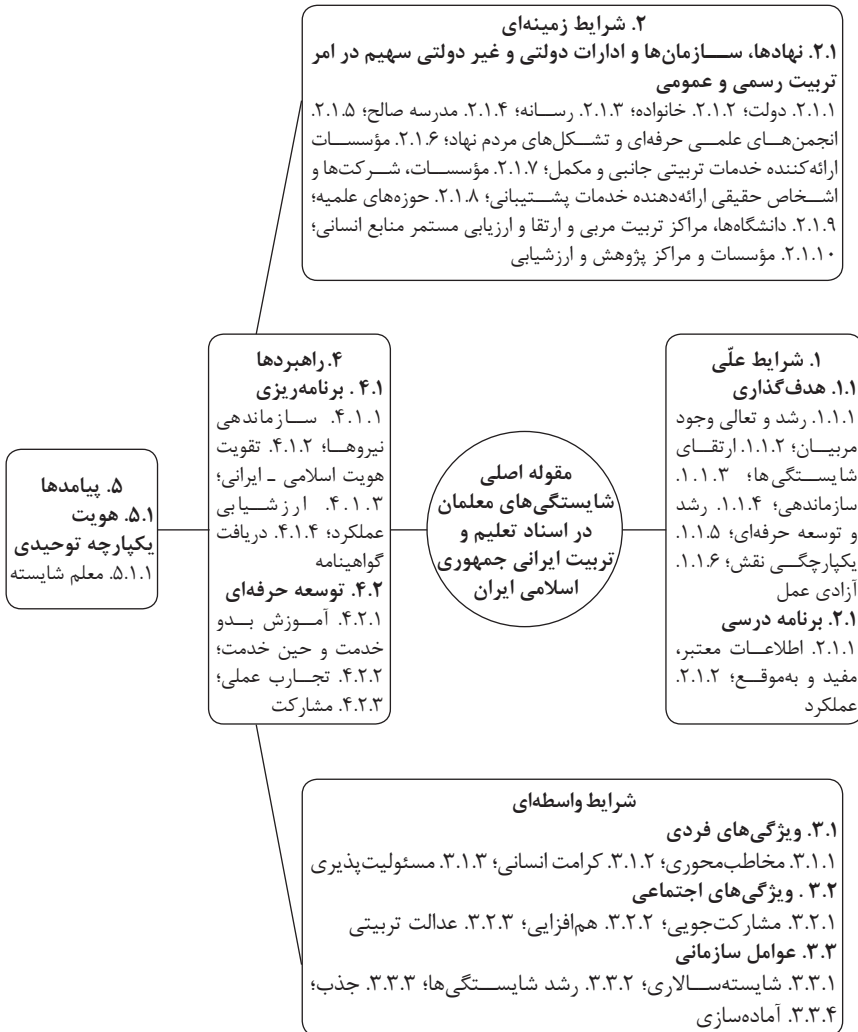 ۲. شرایط زمینه‌ای
۲.۱. نهادها، سازمان‌ها و ادارات دولتی و غیر دولتی سهیم در امر
تربیت رسمی و عمومی
۲.۱.۱. دولت؛ ۲.۱.۲. خانواده؛ ۲.۱.۳. رسانه؛ ۲.۱.۴. مدرسه صالح؛ ۲.۱.۵.
انجمن‌های علمی حرفه‌ای و تشکل‌های مردم نهاد؛ ۲.۱.۶. مؤسسات
ارائه‌کننده خدمات تربیتی جانبی و مکمل؛ ۲.۱.۷. مؤسسات، شرکت‌ها و
اشخاص حقیقی ارائه‌دهنده خدمات پشتیبانی؛ ۲.۱.۸. حوزه‌های علمیه؛
۲.۱.۹. دانشگاه‌ها، مراکز تربیت مربی و ارتقا و ارزیابی مستمر منابع انسانی؛
۲.۱.۱۰. مؤسسات و مراکز پژوهش و ارزشیابی
۱. شرایط علّی
۱.۱. هدف‌گذاری
۱.۱.۱. رشد و تعالی وجود
مربیان؛ ۱.۱.۲. ارتقای
شایستگی‌ها؛ ۱.۱.۳.
سازماندهی؛ ۱.۱.۴. رشد
و توسعه حرفه‌ای؛ ۱.۱.۵.
یکپارچگی نقش؛ ۱.۱.۶.
آزادی عمل
۲.۱. برنامه درسی
۲.۱.۱. اطلاعات معتبر،
مفید و به‌موقع؛ ۲.۱.۲.
عملکرد
مقوله اصلی
شایستگی‌های معلمان
در اسناد تعلیم و
تربیت ایرانی جمهوری
اسلامی ایران
۴. راهبردها
۴.۱ . برنامه‌ریزی
۴.۱.۱. سازماندهی
نیروها؛ ۴.۱.۲. تقویت
هویت اسلامی ـ ایرانی؛
۴.۱.۳. ارزشیابی
عملکرد؛ ۴.۱.۴. دریافت
گواهینامه
۴.۲. توسعه حرفه‌ای
۴.۲.۱. آموزش بدو
خدمت و حین خدمت؛
۴.۲.۲. تجارب عملی؛
۴.۲.۳. مشارکت
۵. پیامدها
۵.۱. هویت
یکپارچه توحیدی
۵.۱.۱. معلم شایسته
شرایط واسطه‌ای
۳.۱. ویژگی‌های فردی
۳.۱.۱. مخاطب‌محوری؛ ۳.۱.۲. کرامت انسانی؛ ۳.۱.۳. مسئولیت‌پذیری
۳.۲ . ویژگی‌های اجتماعی
۳.۲.۱. مشارکت‌جویی؛ ۳.۲.۲. هم‌افزایی؛ ۳.۲.۳. عدالت تربیتی
۳.۳. عوامل سازمانی
۳.۳.۱. شایسته‌سالاری؛ ۳.۳.۲. رشد شایستگی‌ها؛ ۳.۳.۳. جذب؛
۳.۳.۴. آماده‌سازی